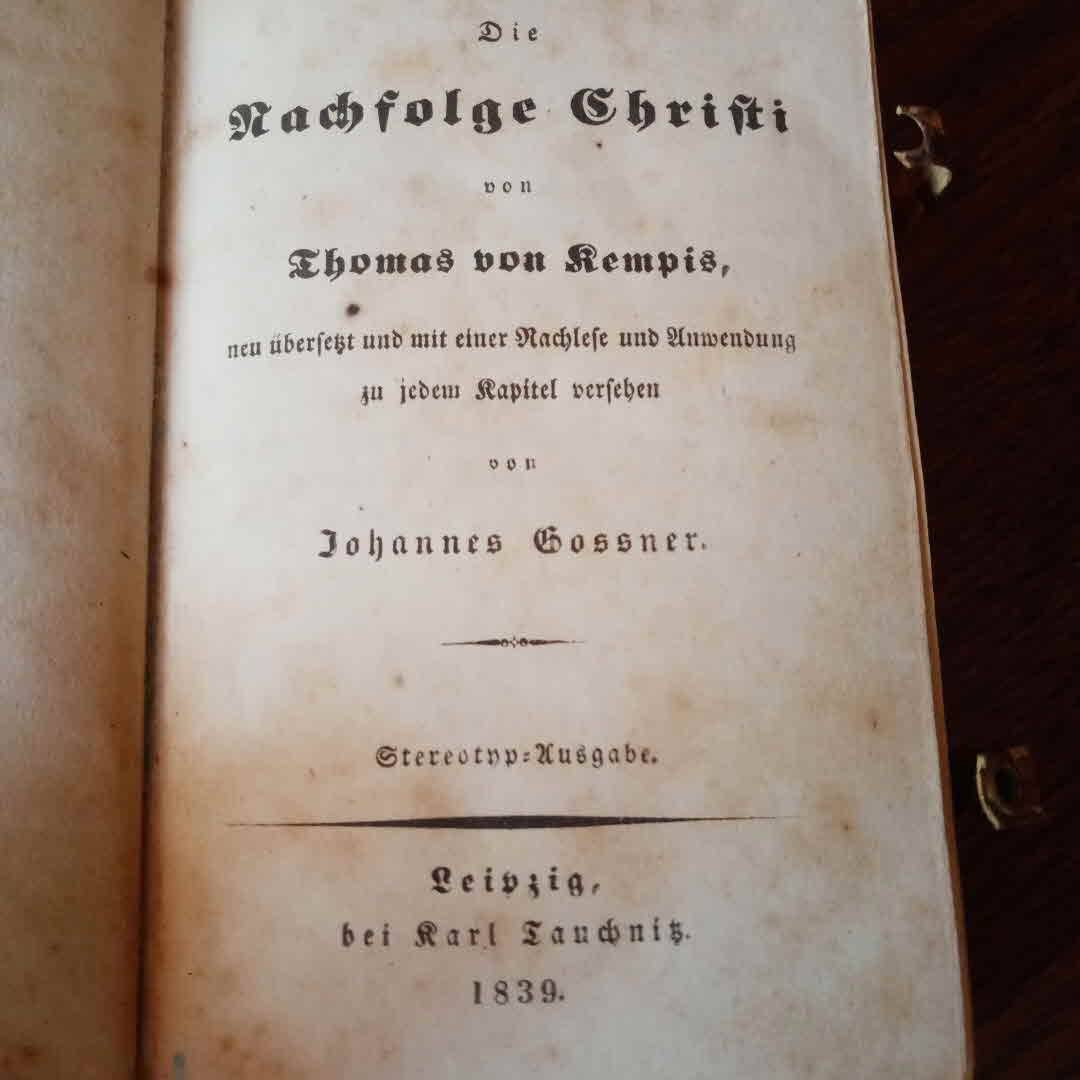 Die
Nachfolge Christi
von
Thomas von Kempis,
neu übersetzt und mit einer Nachlese und Anwendung
zu jedem Kapitel versehen
von
Johannes Gossner.
Stereotyp=Ausgabe.
Leipzig,
bei Karl Tauchnitz.
1839.